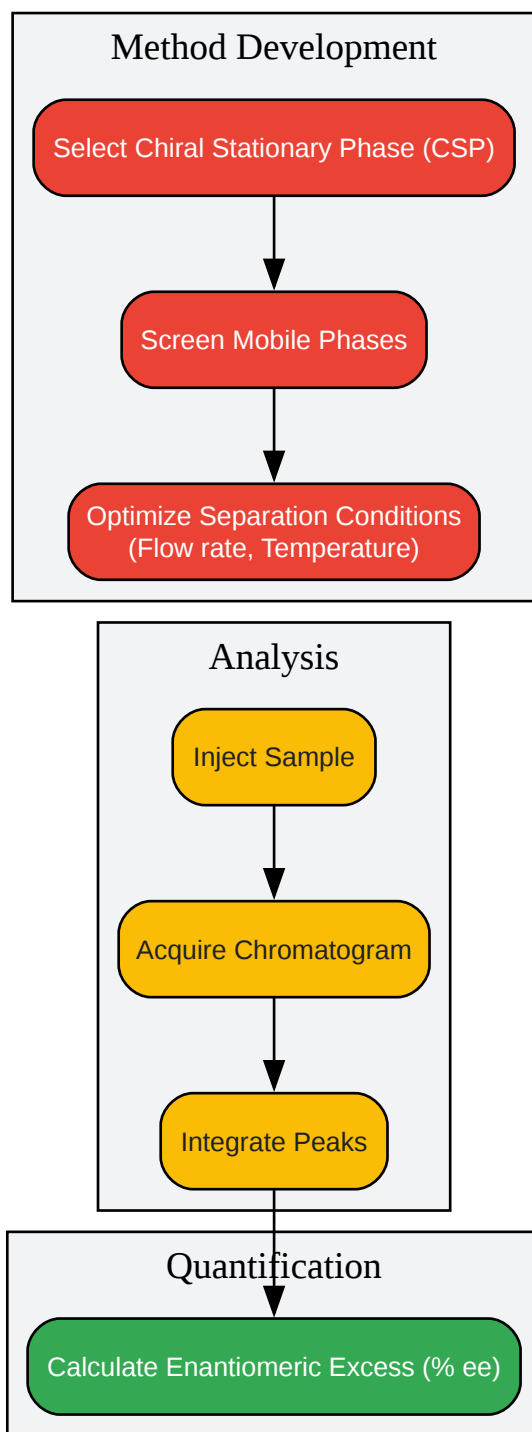 Method Development
Select Chiral Stationary Phase (CSP)
Screen Mobile Phases
Optimize Separation Conditions
(Flow rate, Temperature)
Analysis
Inject Sample
Acquire Chromatogram
Integrate Peaks
Quantification
Calculate Enantiomeric Excess (% ee)